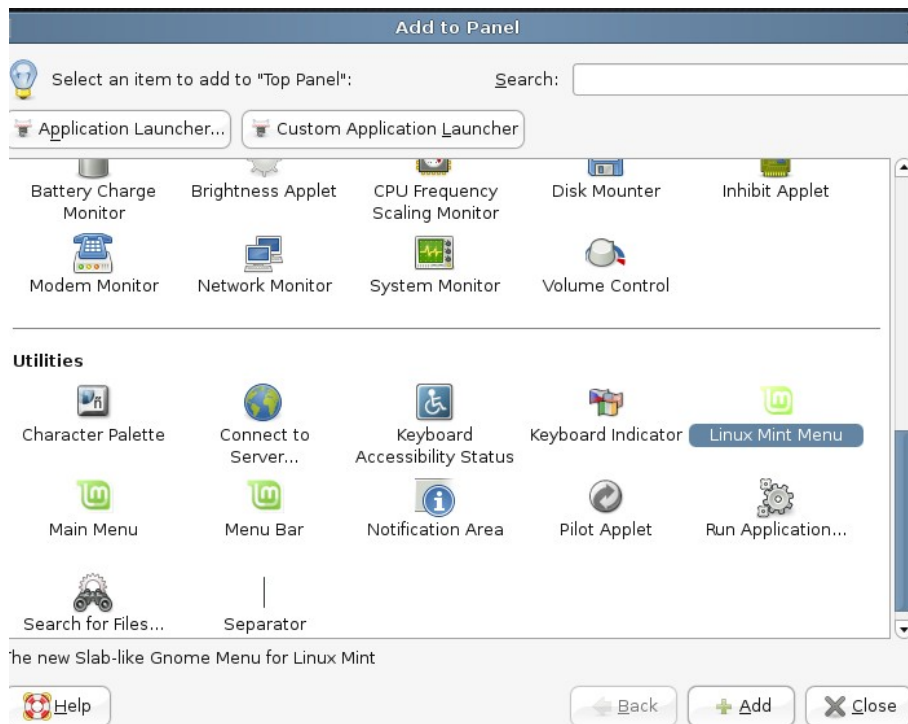 Add to Panel
Select an item to add to "Top Panel":
Search:
Application Launcher...
Custom Application Launcher
Battery Charge Monitor
Brightness Applet
CPU Frequency Scaling Monitor
Disk Mounter
Inhibit Applet
Modem Monitor
Network Monitor
System Monitor
Volume Control
Utilities
Character Palette
Connect to Server...
Keyboard Accessibility Status
Keyboard Indicator
Linux Mint Menu
Main Menu
Menu Bar
Notification Area
Pilot Applet
Run Application...
Search for Files...
Separator
The new Slab-like Gnome Menu for Linux Mint
Help
Back
Add
Close